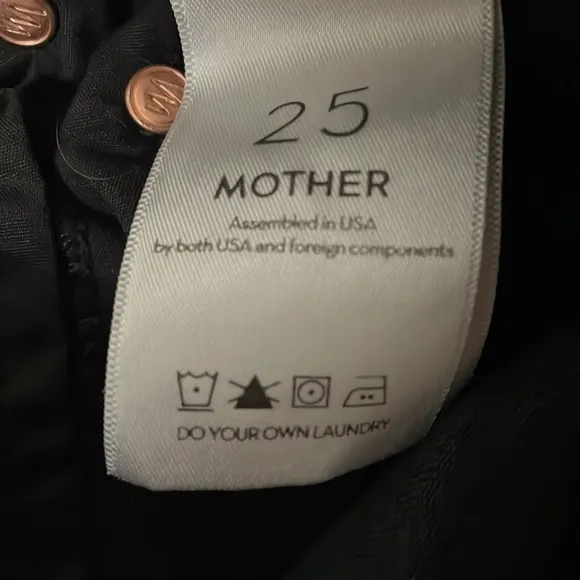 25
MOTHER
Assembled in USA
by both USA and foreign components
DO YOUR OWN LAUNDRY